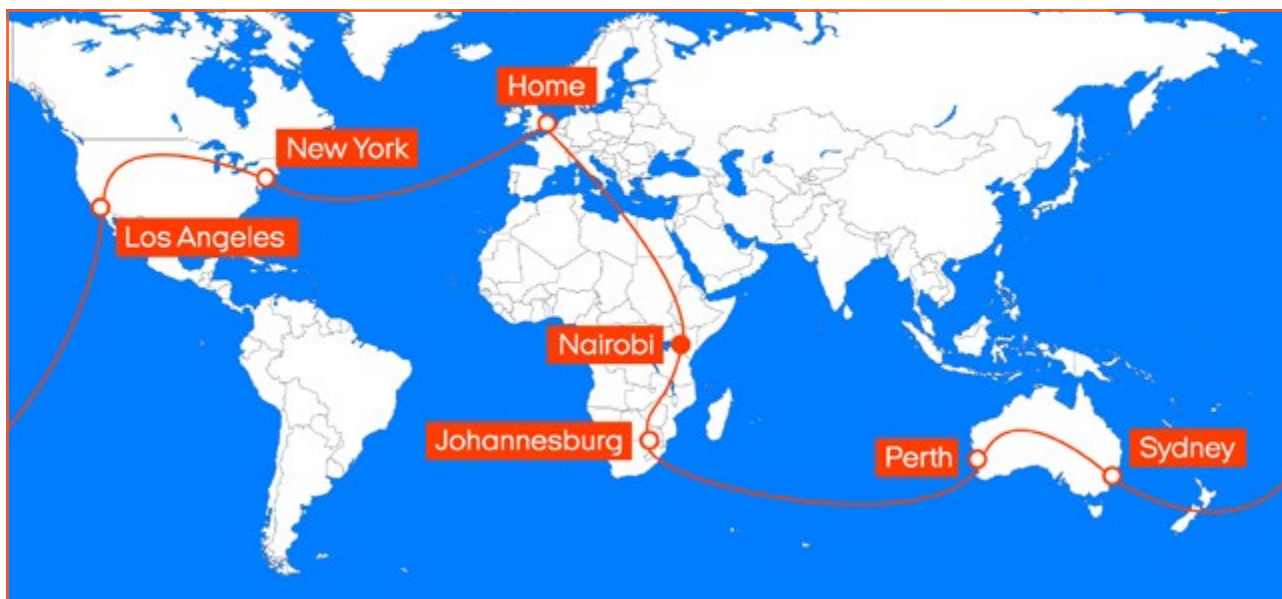 Home
New York
Los Angeles
Nairobi
Johannesburg
Perth
Sydney